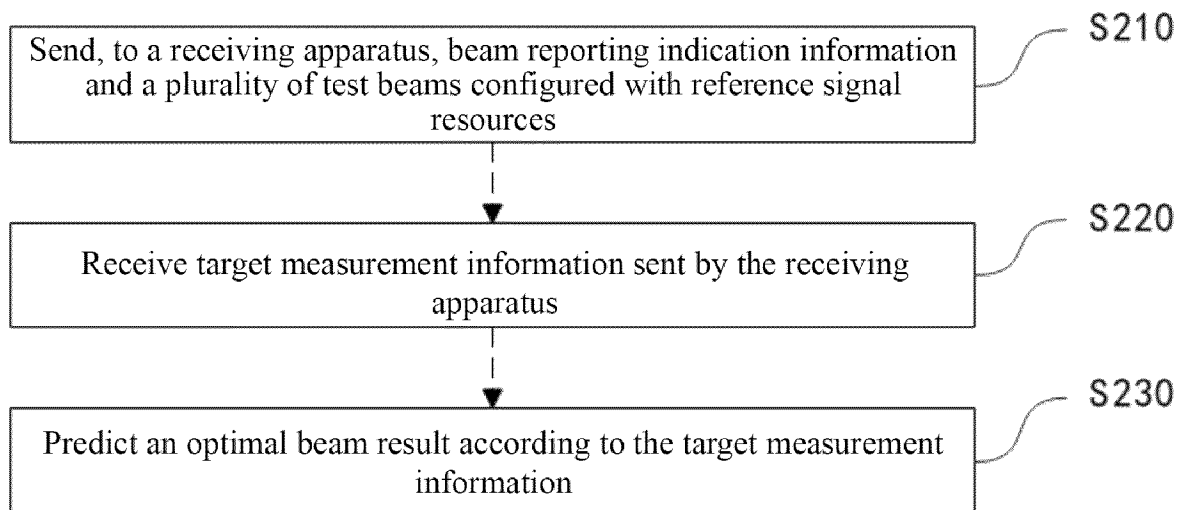 S210
Send, to a receiving apparatus, beam reporting indication information
and a plurality of test beams configured with reference signal
resources
S220
Receive target measurement information sent by the receiving
apparatus
S230
Predict an optimal beam result according to the target measurement
information